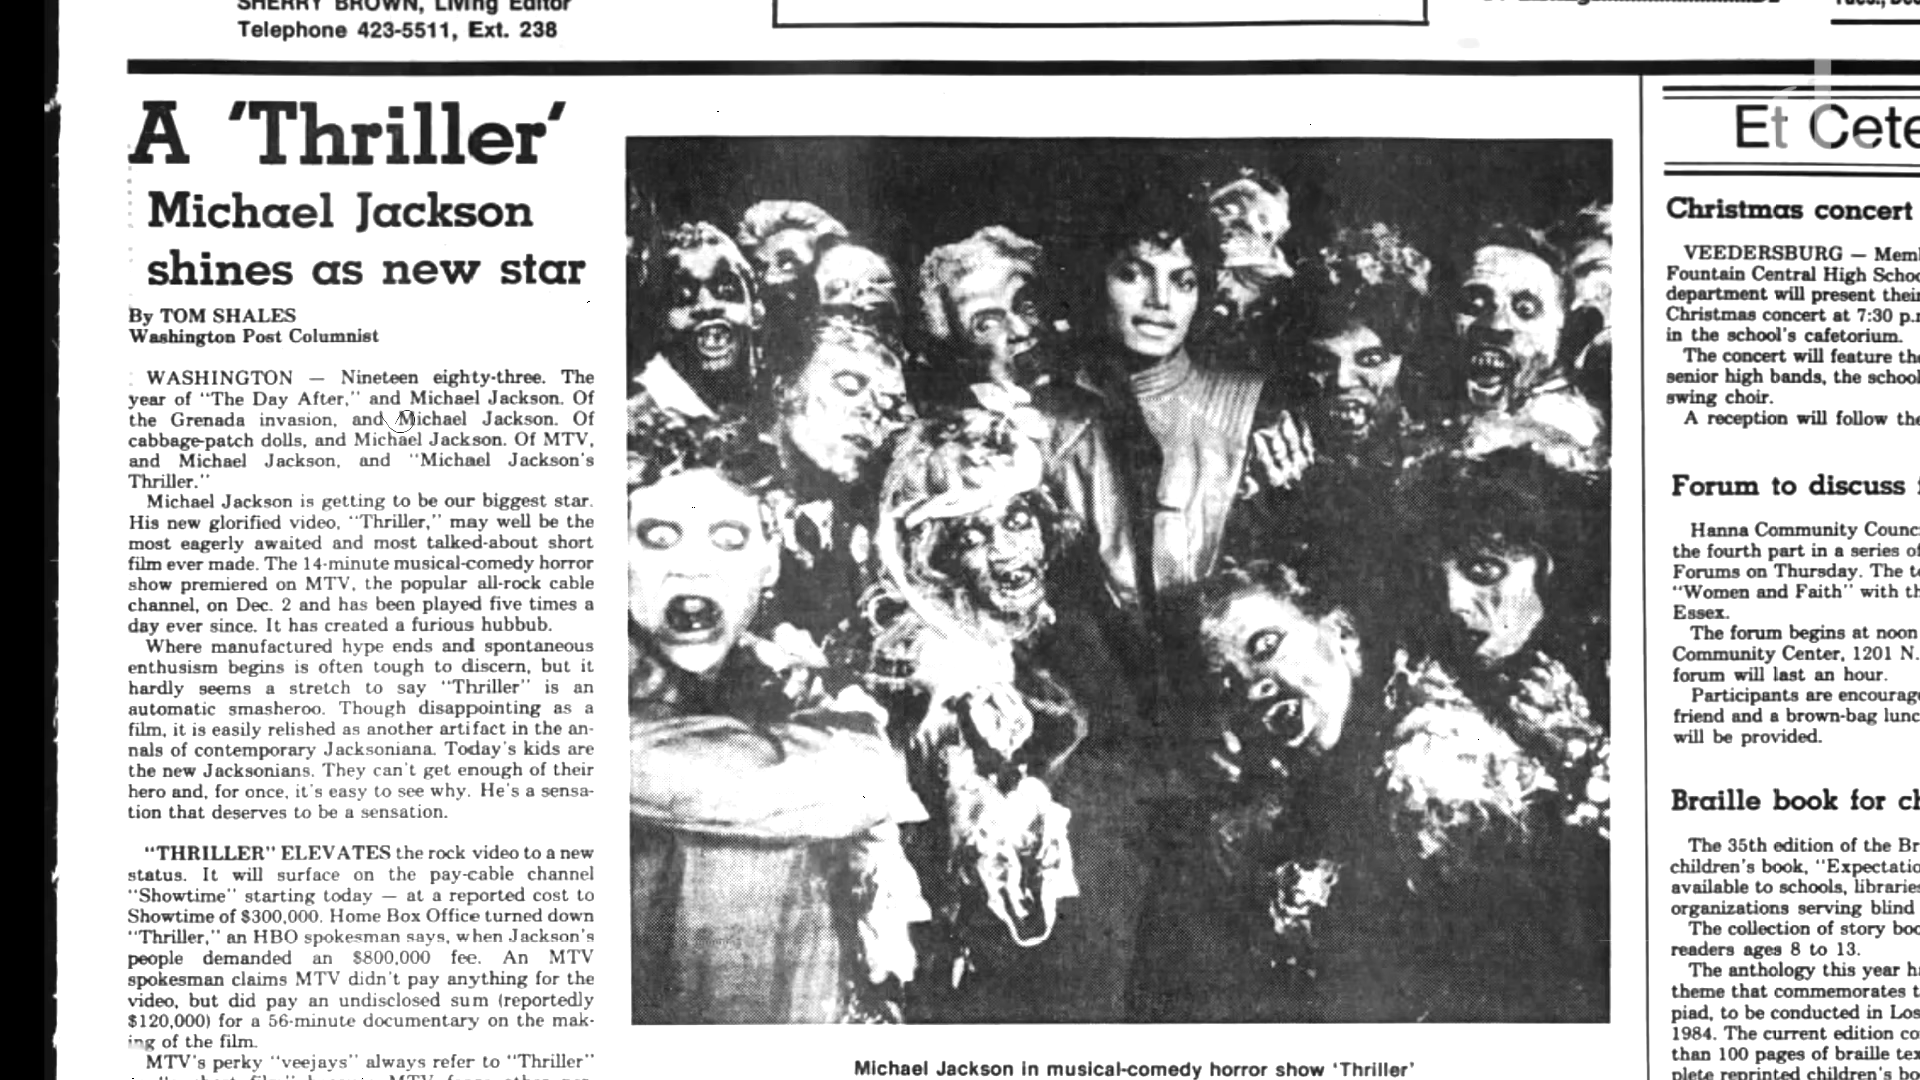 SHERRY BROWN, Living Editor
Telephone 423-5511, Ext. 238
A 'Thriller'
Michael Jackson
shines as new star
By TOM SHALES
Washington Post Columnist
WASHINGTON — Nineteen eighty-three. The
year of "The Day After," and Michael Jackson. Of
the Grenada invasion, and Michael Jackson. Of
cabbage-patch dolls, and Michael Jackson. Of MTV,
and Michael Jackson, and "Michael Jackson's
Thriller."
Michael Jackson is getting to be our biggest star.
His new glorified video, "Thriller," may well be the
most eagerly awaited and most talked-about short
film ever made. The 14-minute musical-comedy horror
show premiered on MTV, the popular all-rock cable
channel, on Dec. 2 and has been played five times a
day ever since. It has created a furious hubbub.
Where manufactured hype ends and spontaneous
enthusism begins is often tough to discern, but it
hardly seems a stretch to say "Thriller" is an
automatic smasheroo. Though disappointing as a
film, it is easily relished as another artifact in the an-
nals of contemporary Jacksoniana. Today's kids are
the new Jacksonians. They can't get enough of their
hero and, for once, it's easy to see why. He's a sensa-
tion that deserves to be a sensation.
"THRILLER" ELEVATES the rock video to a new
status. It will surface on the pay-cable channel
"Showtime" starting today — at a reported cost to
Showtime of $300,000. Home Box Office turned down
"Thriller," an HBO spokesman says, when Jackson's
people demanded an $800,000 fee. An MTV
spokesman claims MTV didn't pay anything for the
video, but did pay an undisclosed sum (reportedly
$120,000) for a 56-minute documentary on the mak-
ing of the film.
MTV's perky "veejays" always refer to "Thriller"
Michael Jackson in musical-comedy horror show 'Thriller'
Et Cete
Christmas concert
VEEDERSBURG — Meml
Fountain Central High Schoo
department will present their
Christmas concert at 7:30 p.r
in the school's cafetorium.
The concert will feature the
senior high bands, the school
swing choir.
A reception will follow the
Forum to discuss
Hanna Community Counc
the fourth part in a series of
Forums on Thursday. The to
"Women and Faith" with th
Essex.
The forum begins at noon
Community Center, 1201 N.
forum will last an hour.
Participants are encourage
friend and a brown-bag lunc
will be provided.
Braille book for ch
The 35th edition of the Br
children's book, "Expectatio
available to schools, libraries
organizations serving blind
The collection of story boo
readers ages 8 to 13.
The anthology this year ha
theme that commemorates t
piad, to be conducted in Los
1984. The current edition co
than 100 pages of braille tex
plete reprinted children's bo